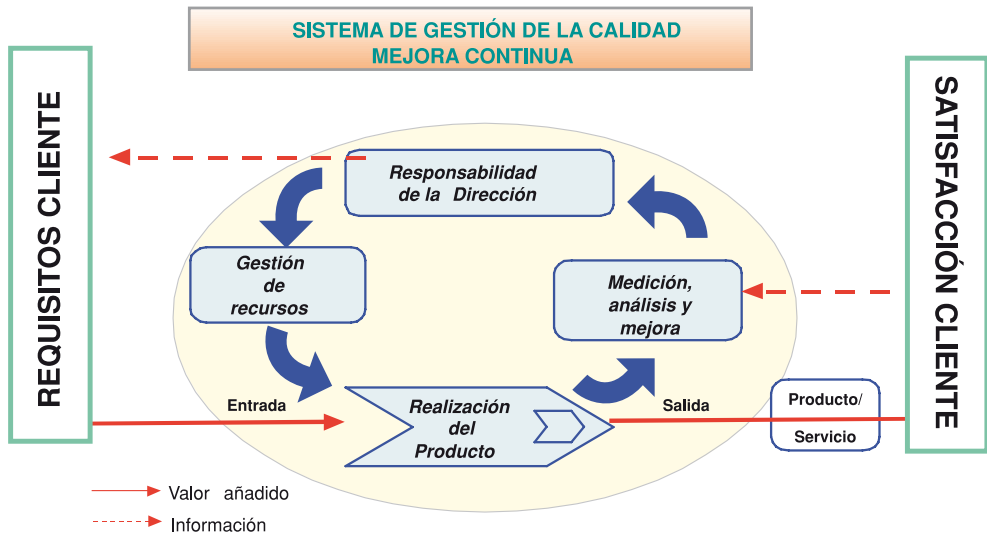 SISTEMA DE GESTIÓN DE LA CALIDAD
MEJORA CONTINUA
REQUISITOS CLIENTE
SATISFACCIÓN CLIENTE
Responsabilidad
de la Dirección
Gestión
de
recursos
Medición,
análisis y
mejora
Entrada
Realización
del
Producto
Salida
Producto/
Servicio
Valor añadido
Información